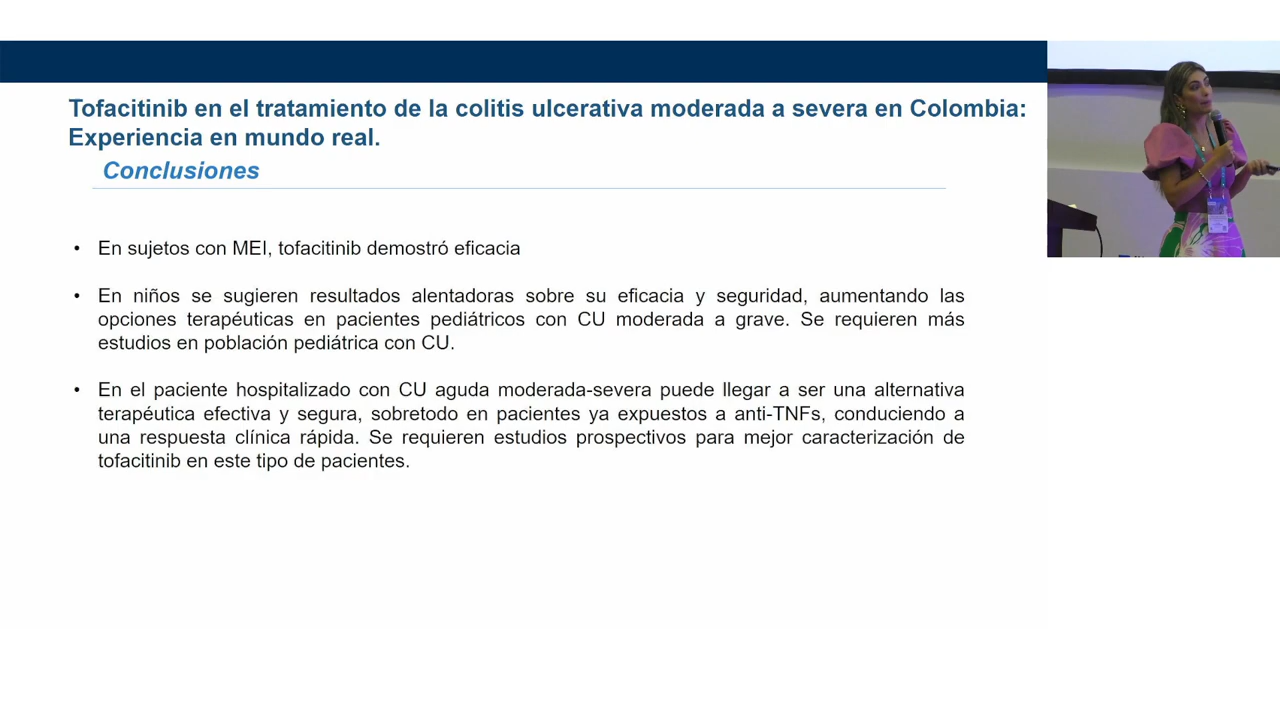 Tofacitinib en el tratamiento de la colitis ulcerativa moderada a severa en Colombia:
Experiencia en mundo real.
Conclusiones
• En sujetos con MEI, tofacitinib demostró eficacia
• En niños se sugieren resultados alentadoras sobre su eficacia y seguridad, aumentando las
opciones terapéuticas en pacientes pediátricos con CU moderada a grave. Se requieren más
estudios en población pediátrica con CU.
• En el paciente hospitalizado con CU aguda moderada-severa puede llegar a ser una alternativa
terapéutica efectiva y segura, sobretodo en pacientes ya expuestos a anti-TNFs, conduciendo a
una respuesta clínica rápida. Se requieren estudios prospectivos para mejor caracterización de
tofacitinib en este tipo de pacientes.